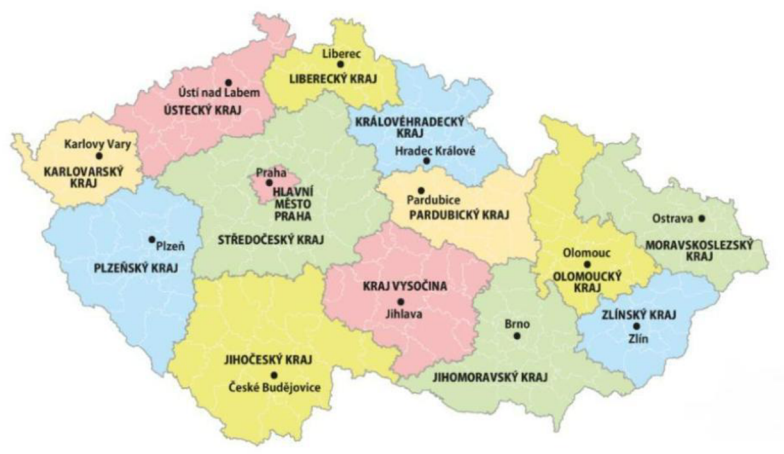 Liberec
LIBERECKÝ KRAJ
Ústí nad Labem
ÚSTECKÝ KRAJ
KRÁLOVÉHRADECKÝ
KRAJ
Hradec Králové
Karlovy Vary
KARLOVARSKÝ
KRAJ
Praha
HLAVNÍ
MĚSTO
PRAHA
STŘEDOČESKÝ KRAJ
Pardubice
PARDUBICKÝ KRAJ
Plzeň
PLZEŇSKÝ KRAJ
Ostrava
MORAVSKOSLEZSKÝ
KRAJ
Olomouc
OLOMOUCKÝ
KRAJ
KRAJ VYSOČINA
Jihlava
ZLÍNSKÝ KRAJ
Zlín
Brno
JIHOMORAVSKÝ KRAJ
JIHOČESKÝ KRAJ
České Budějovice